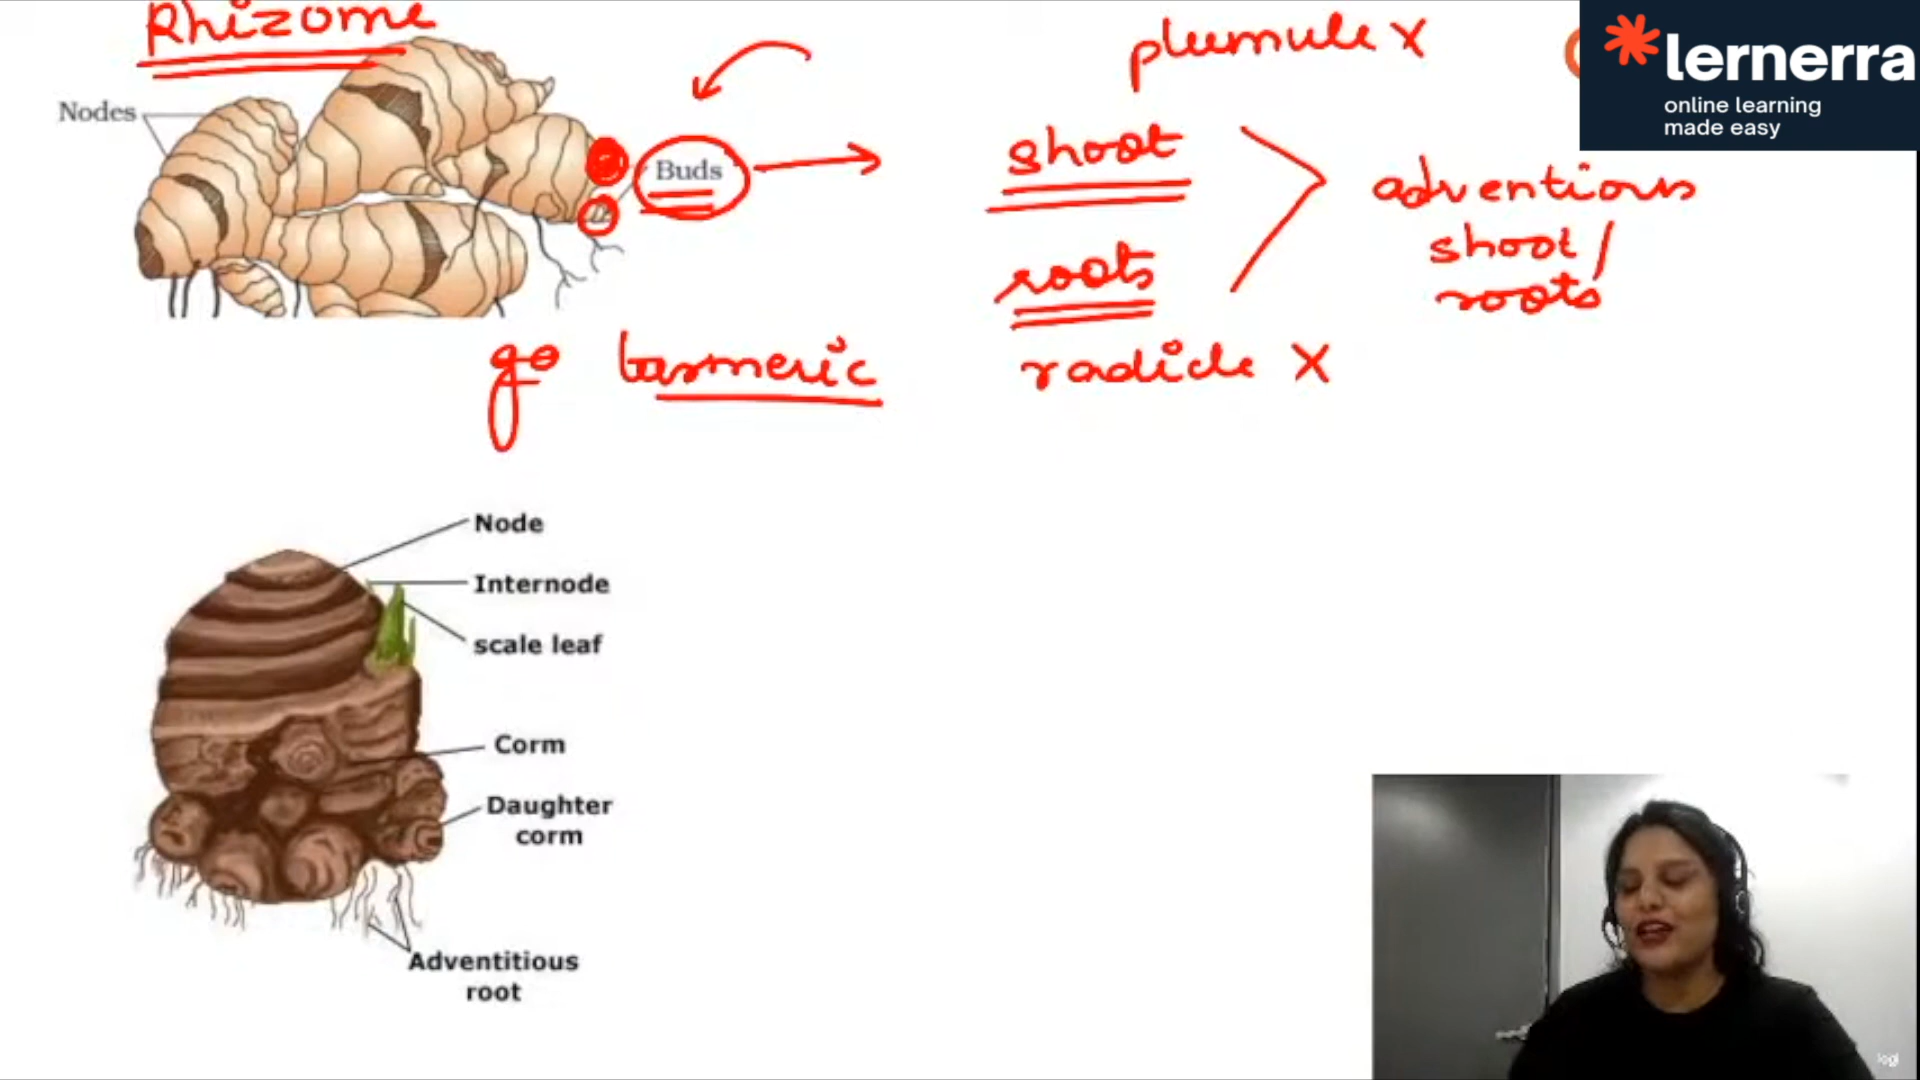 Rhizome
plumule x
lernerra
online learning
made easy
Nodes
Buds
shoot
adventious
shoot /
roots
roots
turmeric
radicle X
Node
Internode
scale leaf
Corm
Daughter
corm
Adventitious
root
logi